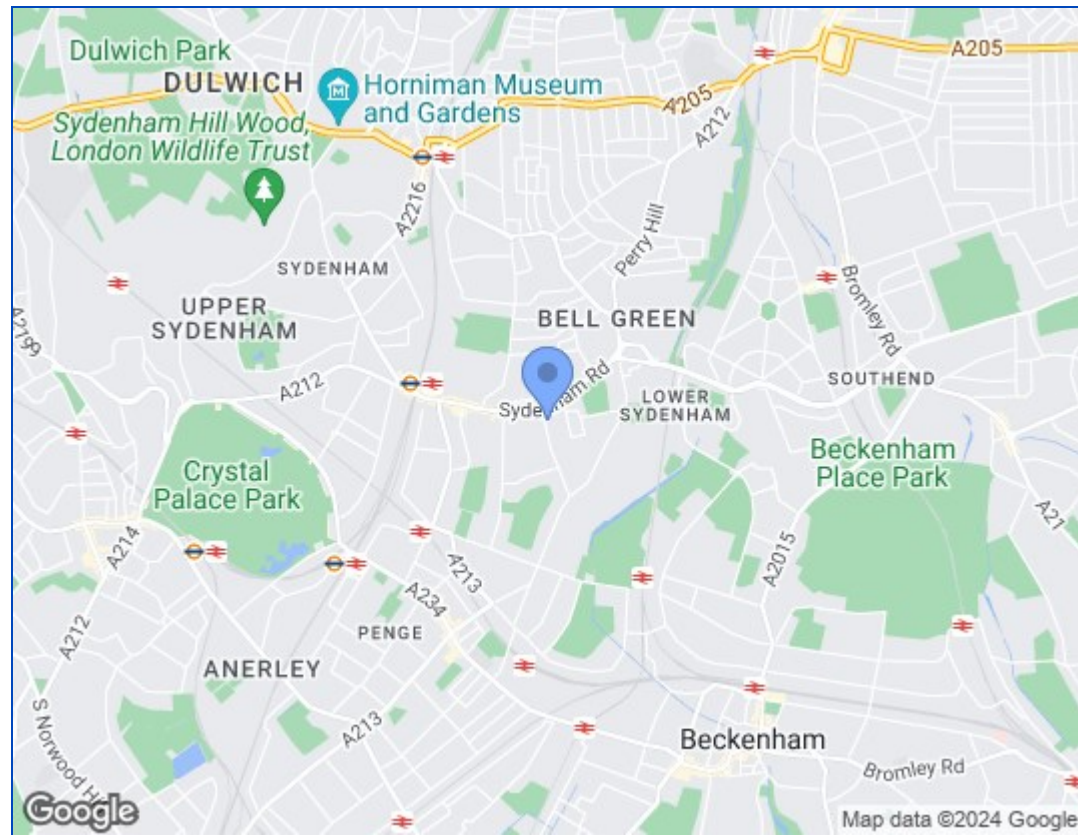 Dulwich Park
DULWICH
Horniman Museum
and Gardens
A205
A205
A212
Sydenham Hill Wood,
London Wildlife Trust
A2216
Perry Hill
SYDENHAM
Bromley Rd
UPPER
SYDENHAM
BELL GREEN
A2199
A212
Sydenham Rd
LOWER
SYDENHAM
SOUTHEND
Crystal
Palace Park
Beckenham
Place Park
A21
A214
A213
A2015
A234
A212
PENGE
ANERLEY
A213
Beckenham
Bromley Rd
Google
Map data ©2024 Google